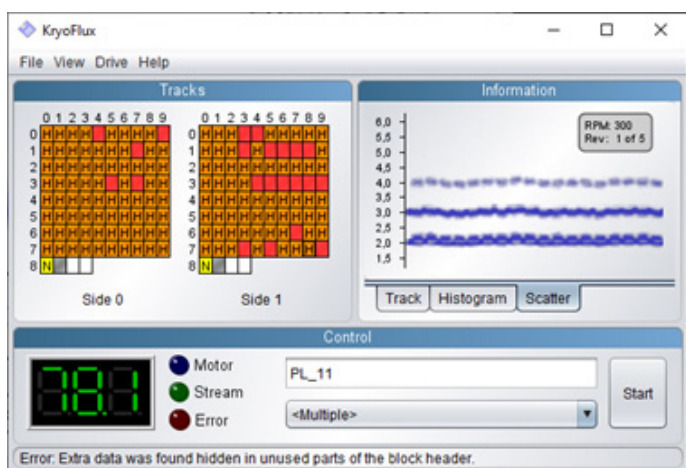 KryoFlux
File View Drive Help
Tracks
Information
0 1 2 3 4 5 6 7 8 9
0 1 2 3 4 5 6 7 8 9
0 H H H H H H H H
0 H H H H H H H H
1 H H H H H H H H H
1 H H H H H
2 H H H H H H H H H H
2 H H H H H H H H H H
3 H H H H H H H H
3 H H H H
4 H H H H H H H H H H
4 H H H H H H H H H H
5 H H H H H H H H H H
5 H H H H H H H H H H
6 H H H H H H H H H H
6 H H H H H H H H H
7 H H H H H H H H H H
7 H H H H H H H
8 N
8 N
Side 0
Side 1
RPM: 300
Rev: 1 of 5
6,0
5,5
5,0
4,5
4,0
3,5
3,0
2,5
2,0
1,5
Track Histogram Scatter
Control
78.1
Motor
Stream
Error
PL_11
<Multiple>
Start
Error: Extra data was found hidden in unused parts of the block header.